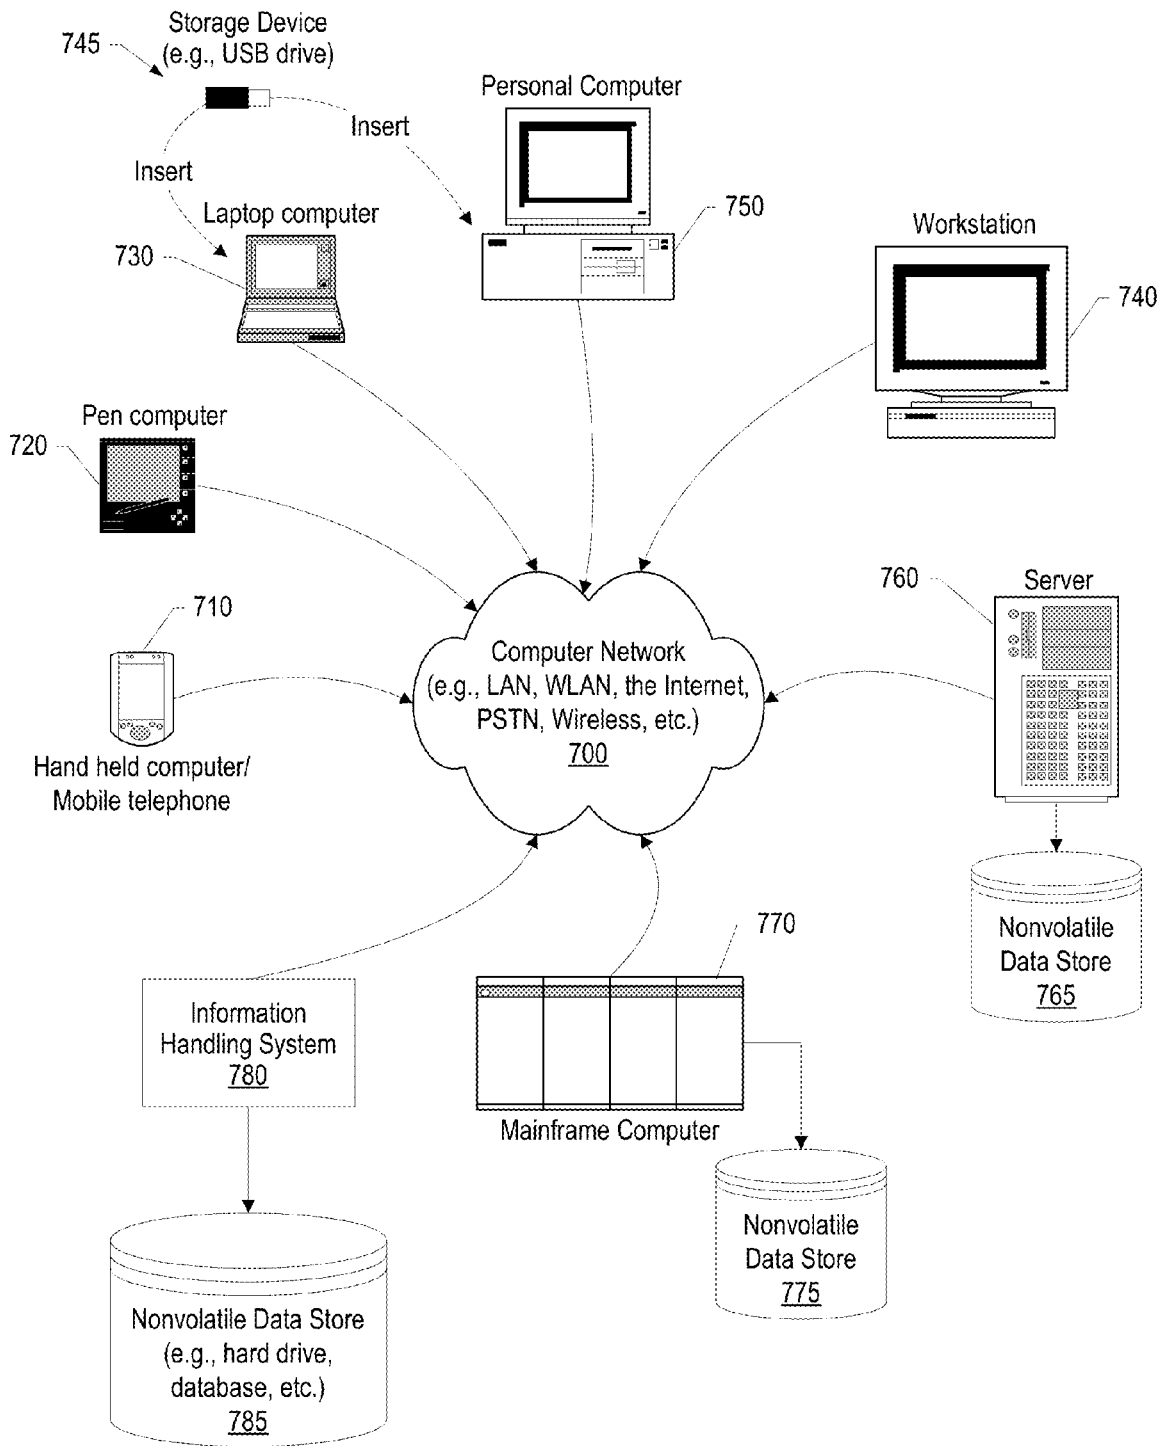 Storage Device
(e.g., USB drive)
745
Personal Computer
Insert
Insert
Laptop computer
730
750
Workstation
740
Pen computer
720
760
Server
710
Computer Network
(e.g., LAN, WLAN, the Internet,
PSTN, Wireless, etc.)
700
Hand held computer/
Mobile telephone
770
Nonvolatile
Data Store
765
Information
Handling System
780
Mainframe Computer
Nonvolatile
Data Store
775
Nonvolatile Data Store
(e.g., hard drive,
database, etc.)
785